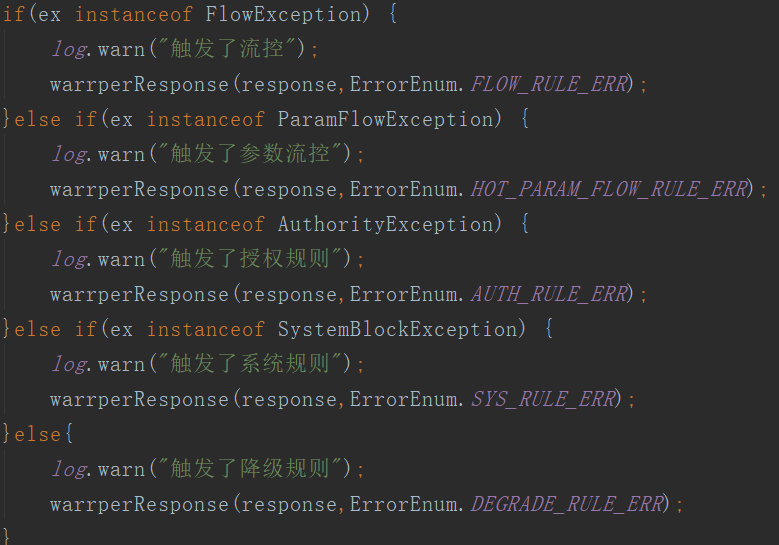 if(ex instanceof FlowException) {
    log.warn("触发了流控");
    warrperResponse(response,ErrorEnum.FLOW_RULE_ERR);
}else if(ex instanceof ParamFlowException) {
    log.warn("触发了参数流控");
    warrperResponse(response,ErrorEnum.HOT_PARAM_FLOW_RULE_ERR);
}else if(ex instanceof AuthorityException) {
    log.warn("触发了授权规则");
    warrperResponse(response,ErrorEnum.AUTH_RULE_ERR);
}else if(ex instanceof SystemBlockException) {
    log.warn("触发了系统规则");
    warrperResponse(response,ErrorEnum.SYS_RULE_ERR);
}else{
    log.warn("触发了降级规则");
    warrperResponse(response,ErrorEnum.DEGRADE_RULE_ERR);
}